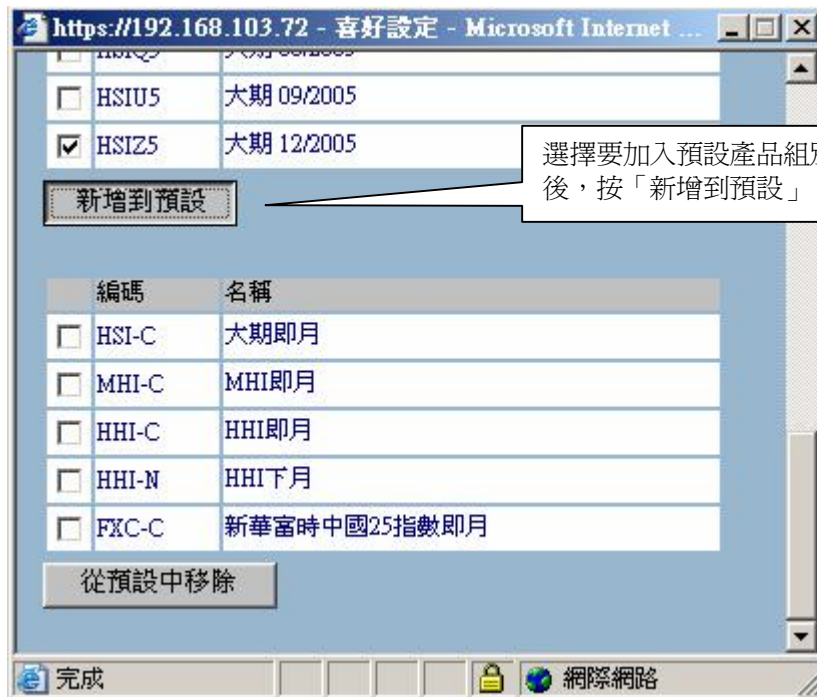 https://192.168.103.72 - 喜好設定 - Microsoft Internet ...
HSIU5 大期 09/2005
HSIZ5 大期 12/2005
選擇要加入預設產品組
後，按「新增到預設」
新增到預設
編碼 名稱
HSI-C 大期即月
MHI-C MHI即月
HHI-C HHI即月
HHI-N HHI下月
FXC-C 新華富時中國25指數即月
從預設中移除
完成
網際網路